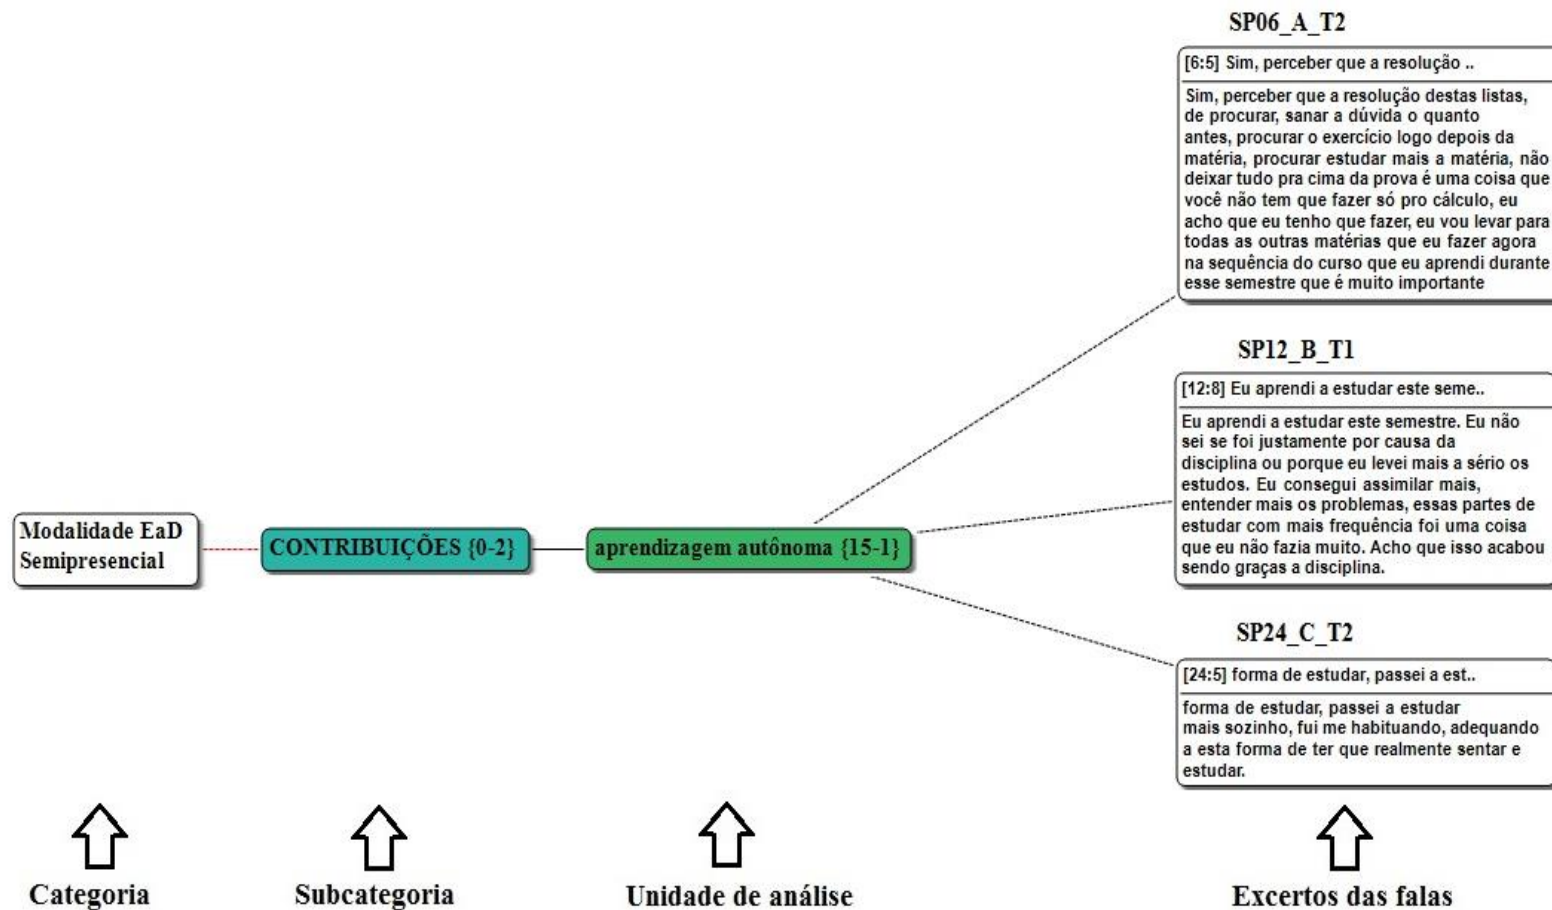 SP06_A_T2
[6:5] Sim, perceber que a resolução ..
Sim, perceber que a resolução destas listas,
de procurar, sanar a dúvida o quanto
antes, procurar o exercício logo depois da
matéria, procurar estudar mais a matéria, não
deixar tudo pra cima da prova é uma coisa que
você não tem que fazer só pro cálculo, eu
acho que eu tenho que fazer, eu vou levar para
todas as outras matérias que eu fazer agora
na sequência do curso que eu aprendi durante
esse semestre que é muito importante
SP12_B_T1
[12:8] Eu aprendi a estudar este seme..
Eu aprendi a estudar este semestre. Eu não
sei se foi justamente por causa da
disciplina ou porque eu levei mais a sério os
estudos. Eu consegui assimilar mais,
entender mais os problemas, essas partes de
estudar com mais frequência foi uma coisa
que eu não fazia muito. Acho que isso acabou
sendo graças a disciplina.
Modalidade EaD
Semipresencial
CONTRIBUIÇÕES {0-2}
aprendizagem autônoma {15-1}
SP24_C_T2
[24:5] forma de estudar, passei a est..
forma de estudar, passei a estudar
mais sozinho, fui me habituando, adequando
a esta forma de ter que realmente sentar e
estudar.
Categoria
Subcategoria
Unidade de análise
Excertos das falas